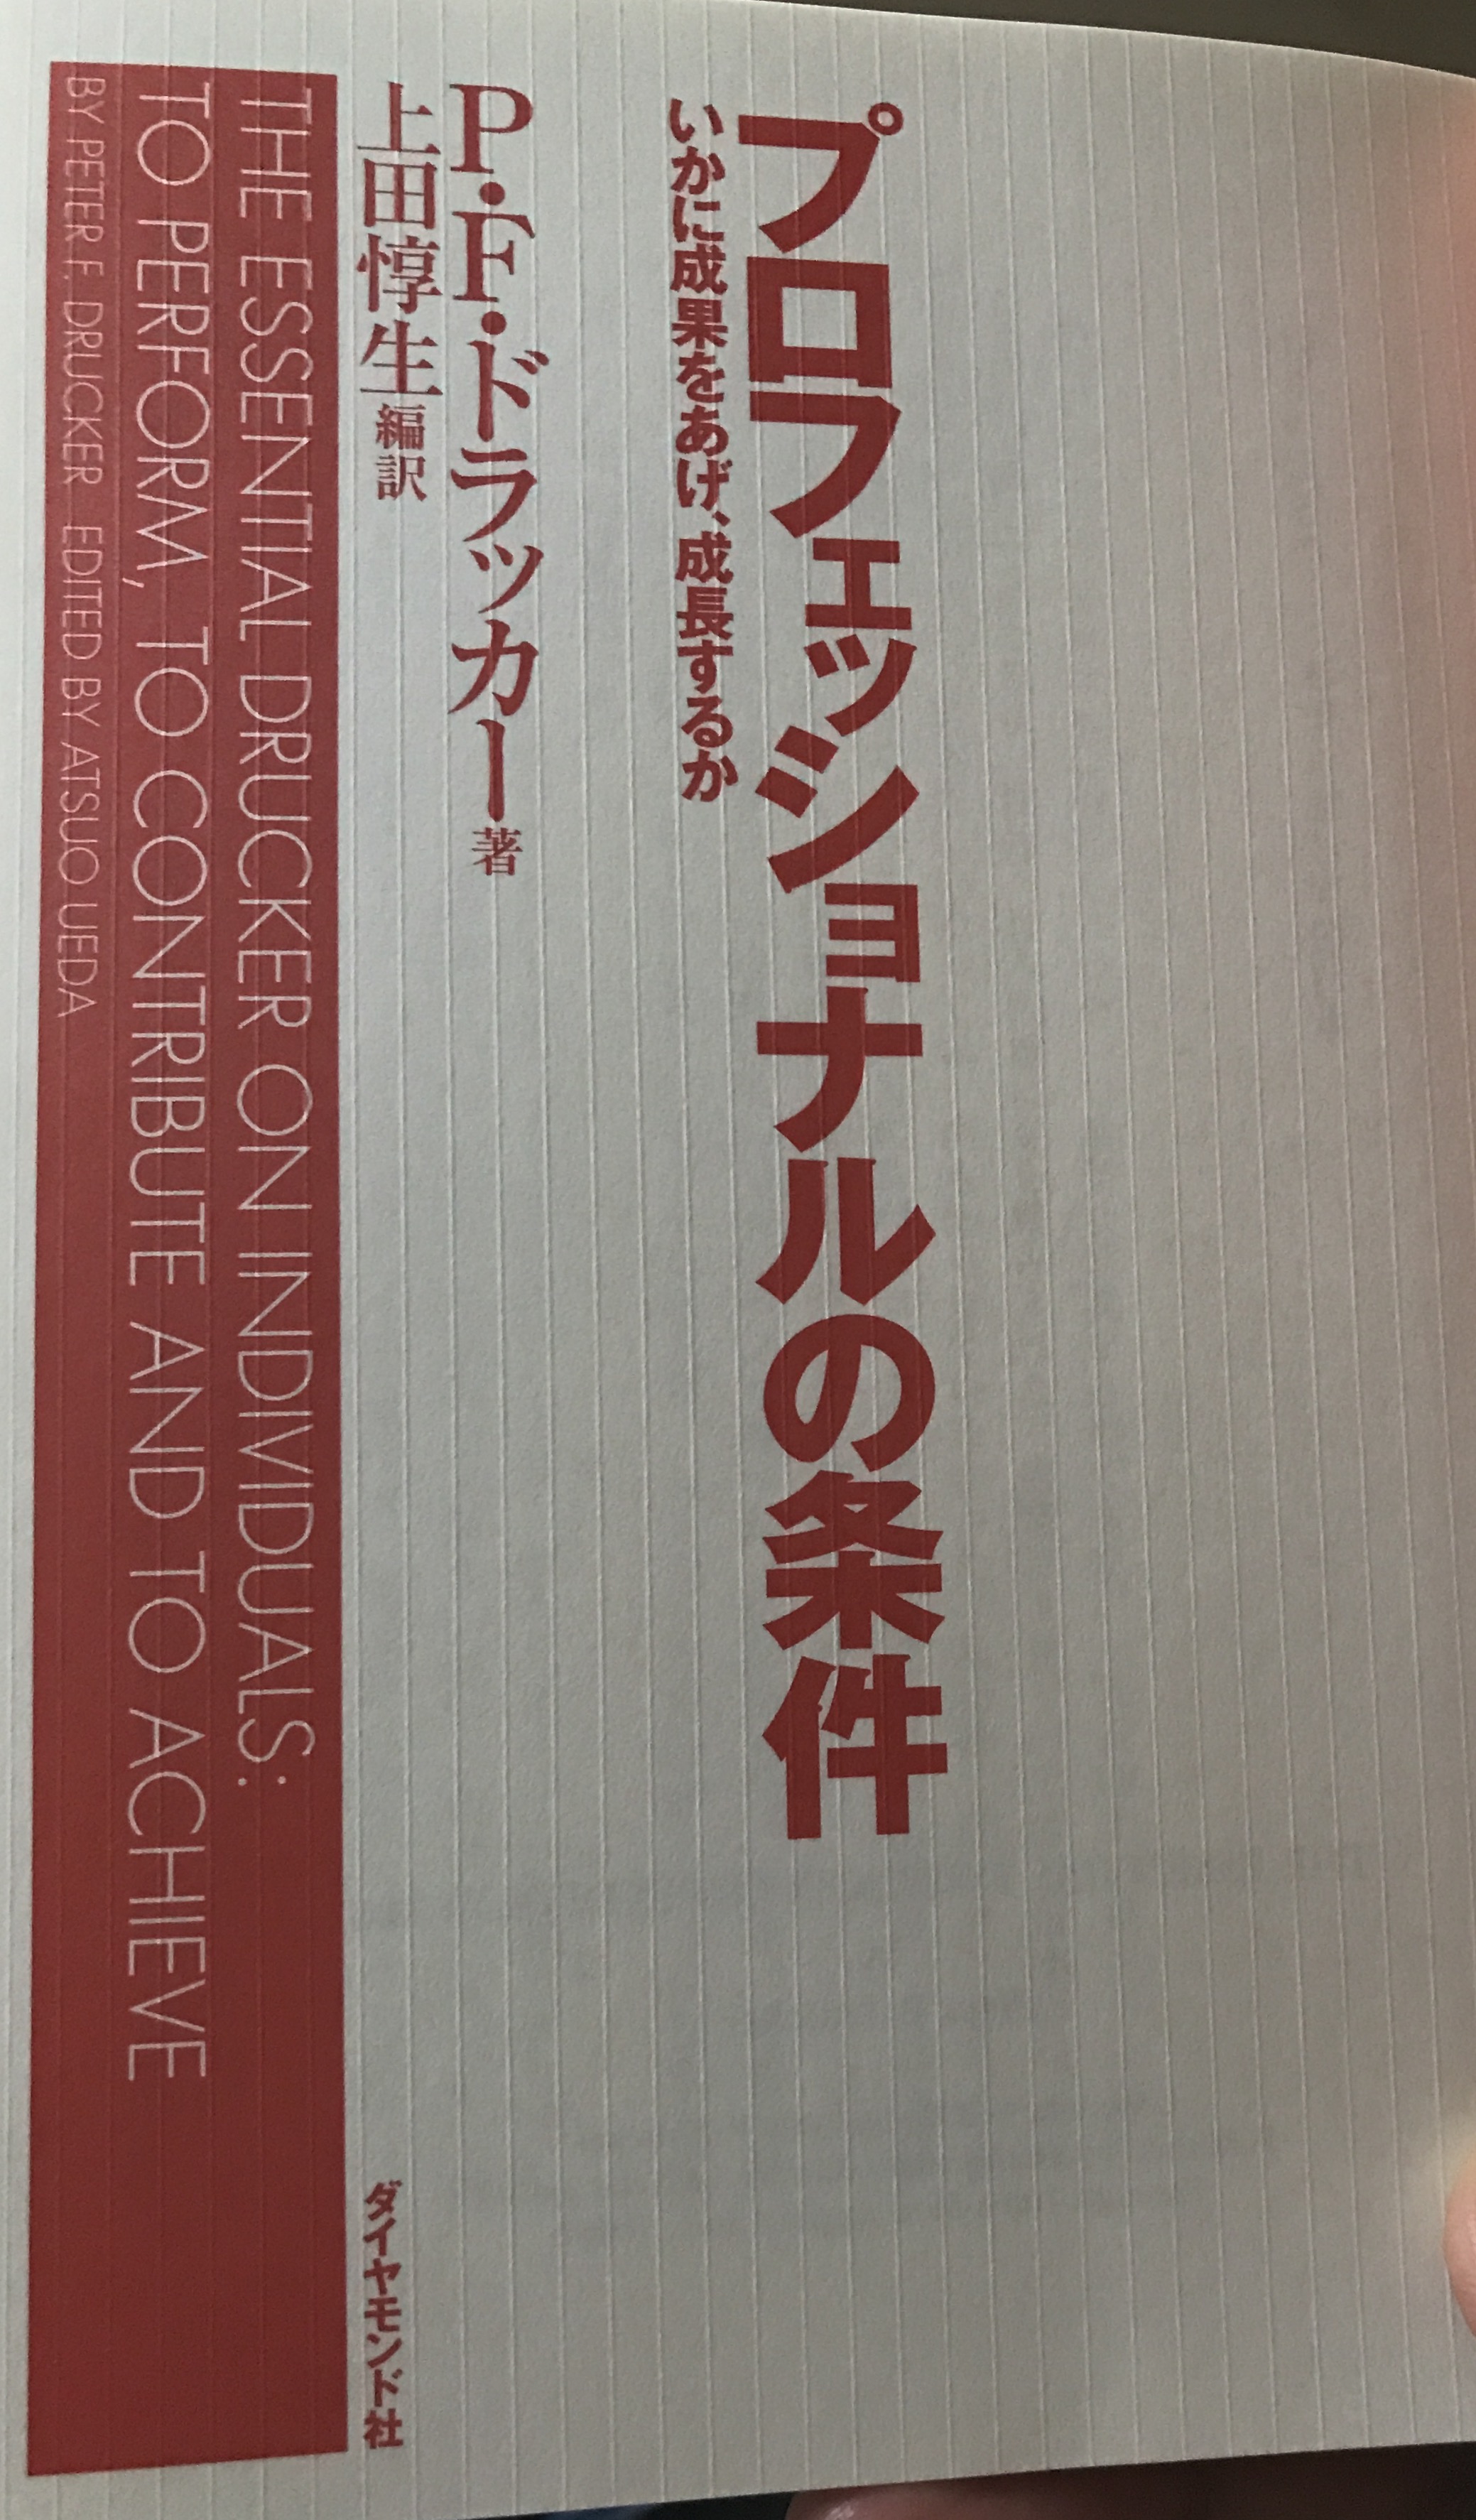 プロフェッショナルの条件
いかに成果をあげ、成長するか
P・F・ドラッカー 著
上田惇生 編訳
ダイヤモンド社
THE ESSENTIAL DRUCKER ON INDIVIDUALS:
TO PERFORM, TO CONTRIBUTE AND TO ACHIEVE
BY PETER F. DRUCKER EDITED BY ATSUO UEDA